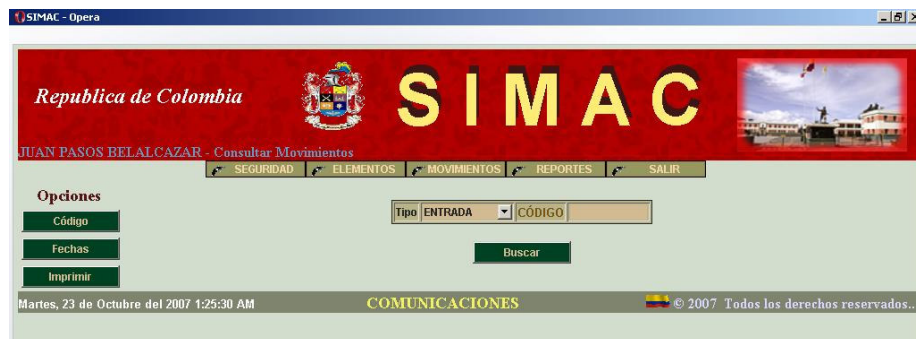 SIMAC - Opera
Republica de Colombia
SIMAC
JUAN PASOS BELALCAZAR - Consultar Movimientos
SEGURIDAD ELEMENTOS MOVIMIENTOS REPORTES SALIR
Opciones
Código
Fechas
Imprimir
Tipo ENTRADA CÓDIGO
Buscar
Martes, 23 de Octubre del 2007 1:25:30 AM COMUNICACIONES © 2007 Todos los derechos reservados..